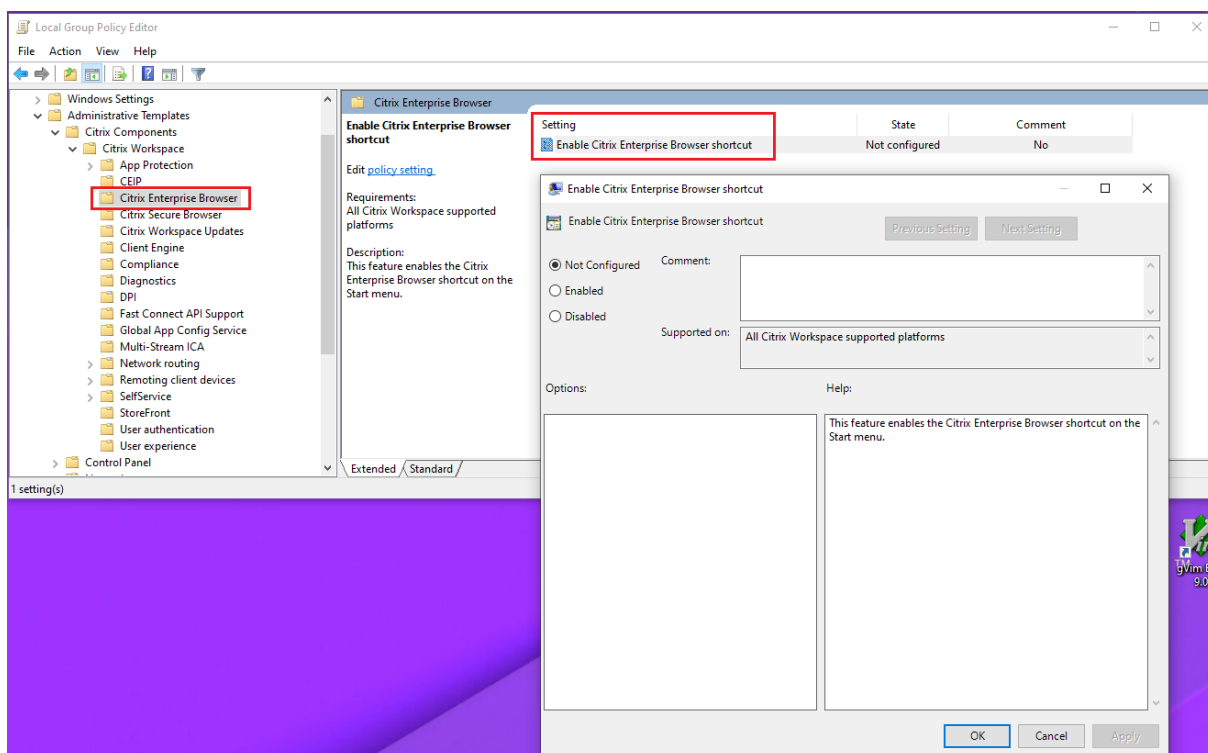 Local Group Policy Editor
File Action View Help
Windows Settings
Administrative Templates
Citrix Components
Citrix Workspace
App Protection
CEIP
Citrix Enterprise Browser
Citrix Secure Browser
Citrix Workspace Updates
Client Engine
Compliance
Diagnostics
DPI
Fast Connect API Support
Global App Config Service
Multi-Stream ICA
Network routing
Remoting client devices
SelfService
StoreFront
User authentication
User experience
Control Panel
1 setting(s)
Citrix Enterprise Browser
Enable Citrix Enterprise Browser
shortcut
Edit policy setting
Requirements:
All Citrix Workspace supported
platforms
Description:
This feature enables the Citrix
Enterprise Browser shortcut on the
Start menu.
Setting State Comment
Enable Citrix Enterprise Browser shortcut Not configured No
Extended Standard
Enable Citrix Enterprise Browser shortcut
Enable Citrix Enterprise Browser shortcut
Previous Setting Next Setting
Not Configured
Enabled
Disabled
Comment:
Supported on:
All Citrix Workspace supported platforms
Options:
Help:
This feature enables the Citrix Enterprise Browser shortcut on the
Start menu.
OK Cancel Apply
gVim
9.0